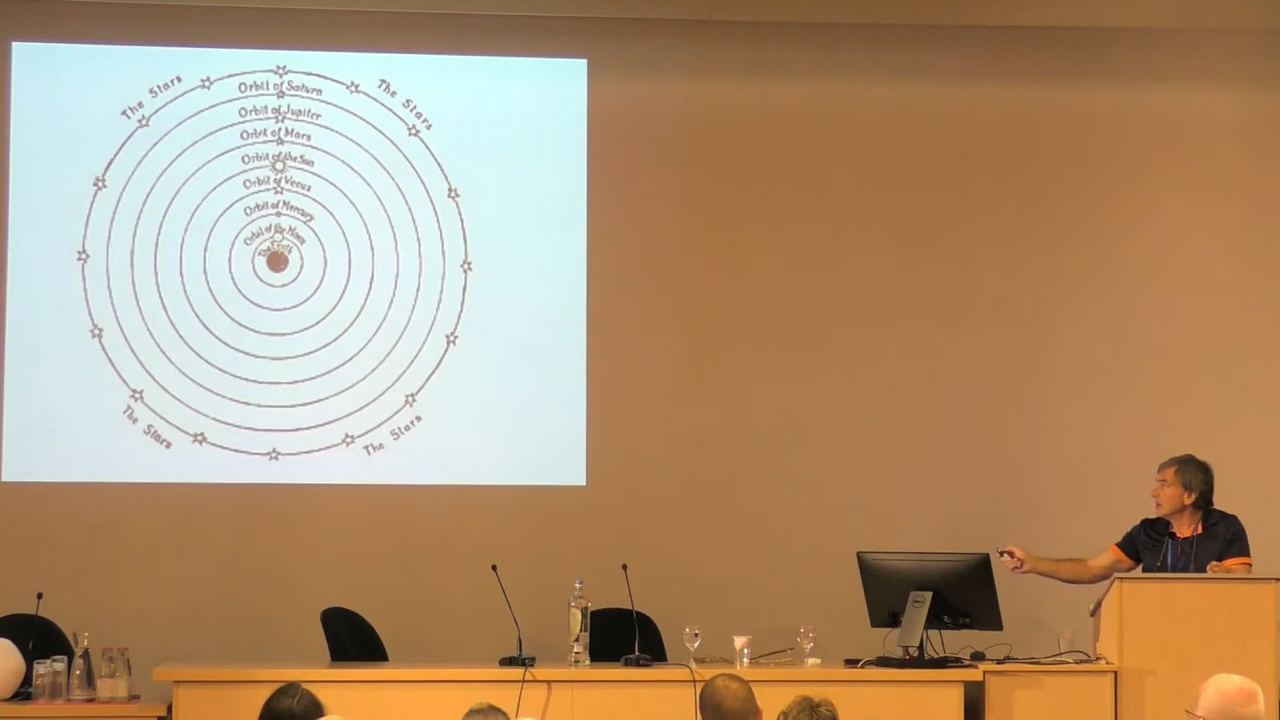 The Stars
The Stars
Orbit of Saturn
Orbit of Jupiter
Orbit of Mars
Orbit of the Sun
Orbit of Venus
Orbit of Mercury
Orbit of the Moon
The Earth
The Stars
The Stars
DELL